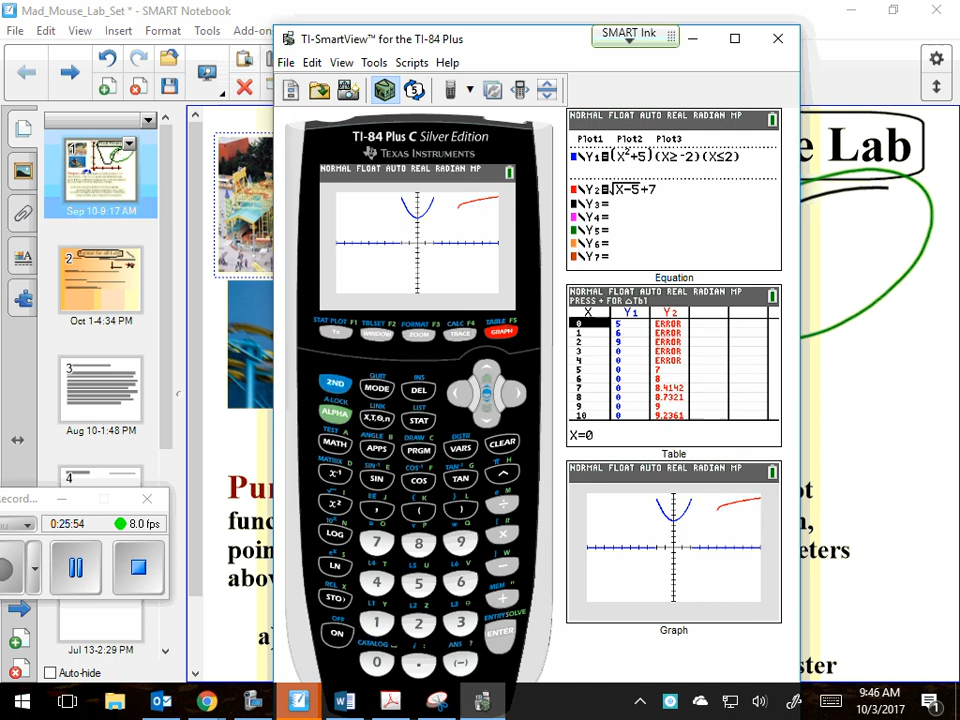 Mad_Mouse_Lab_Set * - SMART Notebook
File Edit View Insert Format Tools Add-on
TI-SmartView™ for the TI-84 Plus
SMART Ink
File Edit View Tools Scripts Help
1
Sep 10-9:17 AM
2
Oct 1-4:34 PM
3
Aug 10-1:48 PM
4
Jul 13-2:29 PM
Auto-hide
Record...
0:25:54
8.0 fps
e Lab
Pu
func
poin
abov
a)
ot
n,
meters
ster
TI-84 Plus C Silver Edition
TEXAS INSTRUMENTS
NORMAL FLOAT AUTO REAL RADIAN MP
STAT PLOT F1 TBLSET F2 FORMAT F3 CALC F4 TABLE F5
Y= WINDOW ZOOM TRACE GRAPH
QUIT INS
2ND MODE DEL
A-LOCK LINK LIST
ALPHA X,T,Θ,n STAT
TEST A ANGLE B DRAW C DISTR
MATH APPS PRGM VARS CLEAR
MATRIX D SIN⁻¹ E COS⁻¹ F TAN⁻¹ G π H
x⁻¹ SIN COS TAN ^
√ I EE J { K } L e M
x² , ( ) ÷
10ˣ N u O v P w Q [ R
LOG 7 8 9 ×
eˣ S L4 T L5 U L6 V ] W
LN 4 5 6 −
RCL X L1 Y L2 Z L3 θ MEM "
STO› 1 2 3 +
OFF CATALOG i : ANS ? ENTRY SOLVE
ON 0 . (−) ENTER
NORMAL FLOAT AUTO REAL RADIAN MP
Plot1 Plot2 Plot3
\Y1=(X²+5)(X≥-2)(X≤2)
\Y2=√X-5+7
\Y3=
\Y4=
\Y5=
\Y6=
\Y7=
Equation
NORMAL FLOAT AUTO REAL RADIAN MP
PRESS + FOR △Tbl
X Y1 Y2
0 5 ERROR
1 6 ERROR
2 9 ERROR
3 0 ERROR
4 0 ERROR
5 0 7
6 0 8
7 0 8.4142
8 0 8.7321
9 0 9
10 0 9.2361
X=0
Table
NORMAL FLOAT AUTO REAL RADIAN MP
Graph
9:46 AM
10/3/2017
1